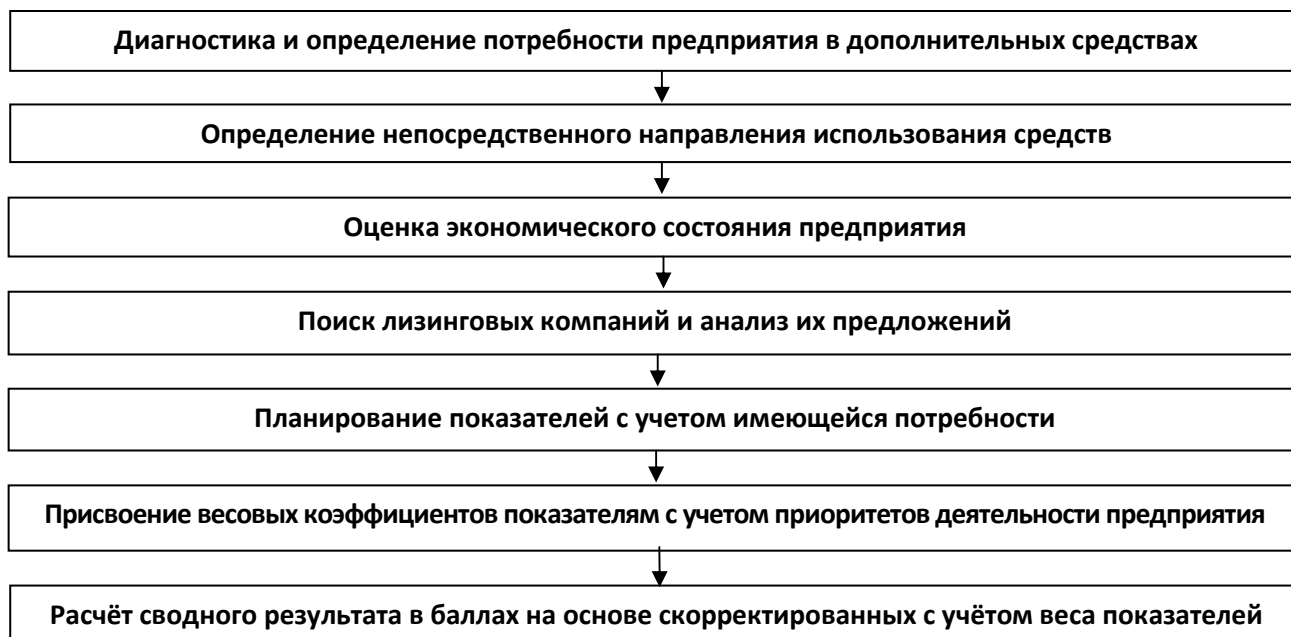 Диагностика и определение потребности предприятия в дополнительных средствах
Определение непосредственного направления использования средств
Оценка экономического состояния предприятия
Поиск лизинговых компаний и анализ их предложений
Планирование показателей с учетом имеющейся потребности
Присвоение весовых коэффициентов показателям с учетом приоритетов деятельности предприятия
Расчёт сводного результата в баллах на основе скорректированных с учётом веса показателей